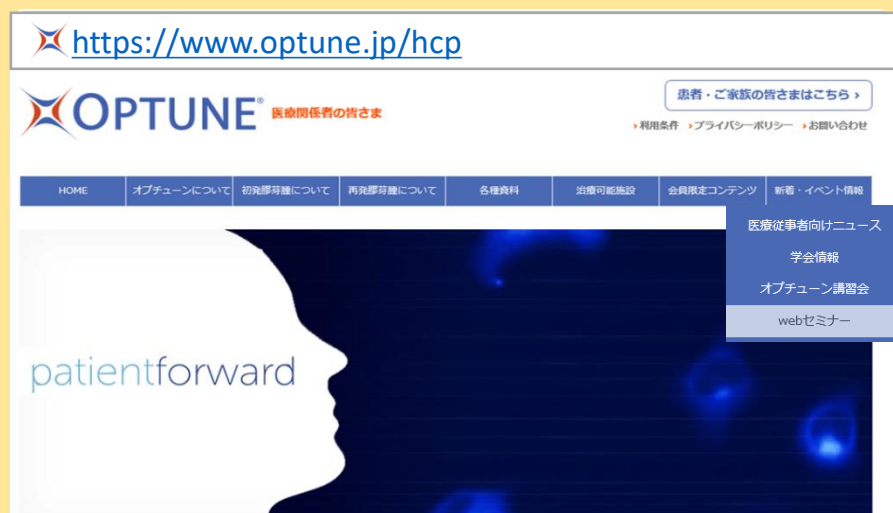 https://www.optune.jp/hcp
OPTUNE® 医療関係者の皆さま
患者・ご家族の皆さまはこちら ›
›利用条件 ›プライバシーポリシー ›お問い合わせ
HOME オプチューンについて 初発膠芽腫について 再発膠芽腫について 各種資料 治療可能施設 会員限定コンテンツ 新着・イベント情報
医療従事者向けニュース
学会情報
オプチューン講習会
webセミナー
patientforward